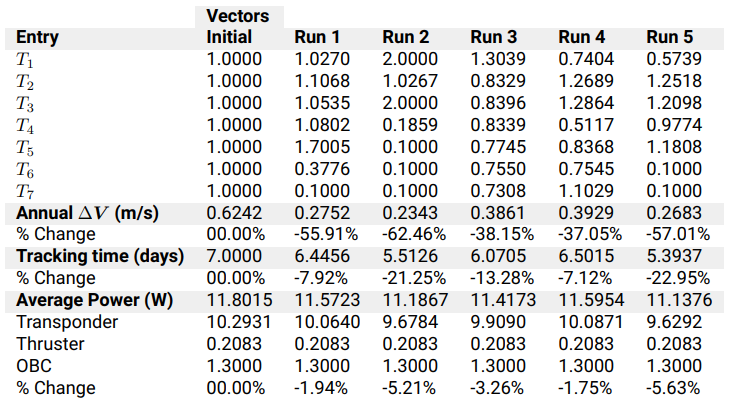 Vectors
Entry Initial Run 1 Run 2 Run 3 Run 4 Run 5
T1 1.0000 1.0270 2.0000 1.3039 0.7404 0.5739
T2 1.0000 1.1068 1.0267 0.8329 1.2689 1.2518
T3 1.0000 1.0535 2.0000 0.8396 1.2864 1.2098
T4 1.0000 1.0802 0.1859 0.8339 0.5117 0.9774
T5 1.0000 1.7005 0.1000 0.7745 0.8368 1.1808
T6 1.0000 0.3776 0.1000 0.7550 0.7545 0.1000
T7 1.0000 0.1000 0.1000 0.7308 1.1029 0.1000
Annual ΔV (m/s) 0.6242 0.2752 0.2343 0.3861 0.3929 0.2683
% Change 00.00% -55.91% -62.46% -38.15% -37.05% -57.01%
Tracking time (days) 7.0000 6.4456 5.5126 6.0705 6.5015 5.3937
% Change 00.00% -7.92% -21.25% -13.28% -7.12% -22.95%
Average Power (W) 11.8015 11.5723 11.1867 11.4173 11.5954 11.1376
Transponder 10.2931 10.0640 9.6784 9.9090 10.0871 9.6292
Thruster 0.2083 0.2083 0.2083 0.2083 0.2083 0.2083
OBC 1.3000 1.3000 1.3000 1.3000 1.3000 1.3000
% Change 00.00% -1.94% -5.21% -3.26% -1.75% -5.63%